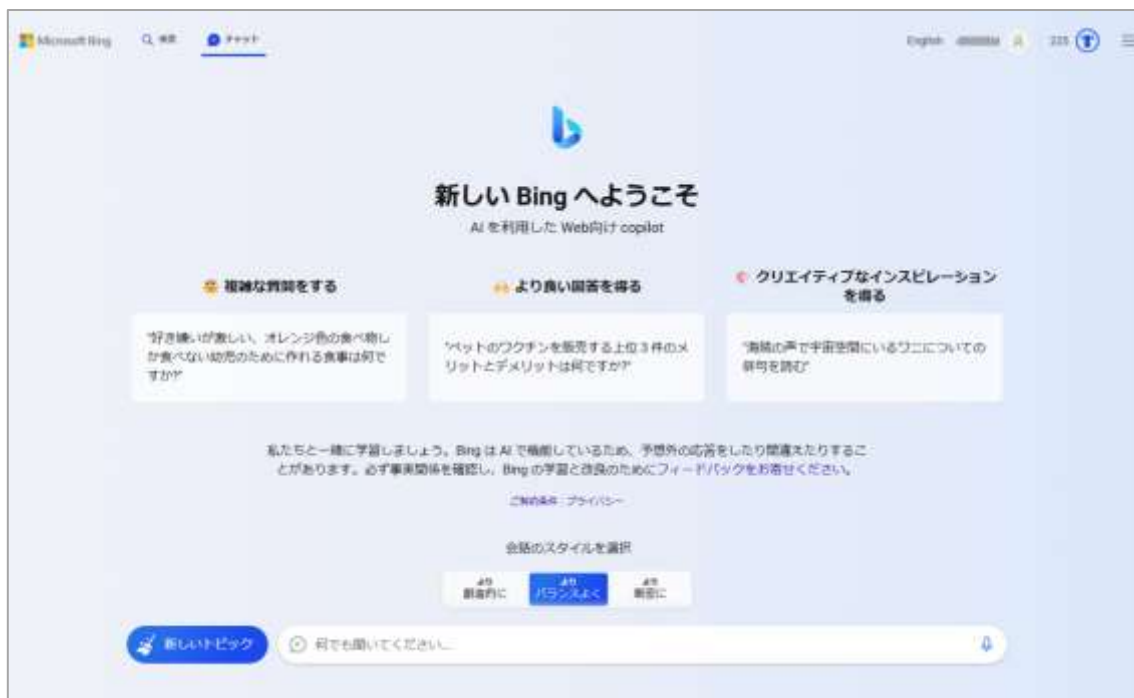 Microsoft Bing
検索
チャット
English
225
新しい Bing へようこそ
AI を利用した Web向け copilot
複雑な質問をする
より良い回答を得る
クリエイティブなインスピレーション
を得る
"好き嫌いが激しい、オレンジ色の食べ物し
か食べない幼児のために作れる食事は何で
すか?"
"ペットのワクチンを販売する上位 3 件のメ
リットとデメリットは何ですか?"
"海賊の声で宇宙空間にいるワニについての
俳句を読む"
私たちと一緒に学習しましょう。Bing は AI で機能しているため、予想外の応答をしたり間違えたりするこ
とがあります。必ず事実関係を確認し、Bing の学習と改良のためにフィードバックをお寄せください。
プライバシー
会話のスタイルを選択
より
創造的に
より
バランスよく
より
厳密に
新しいトピック
何でも聞いてください...